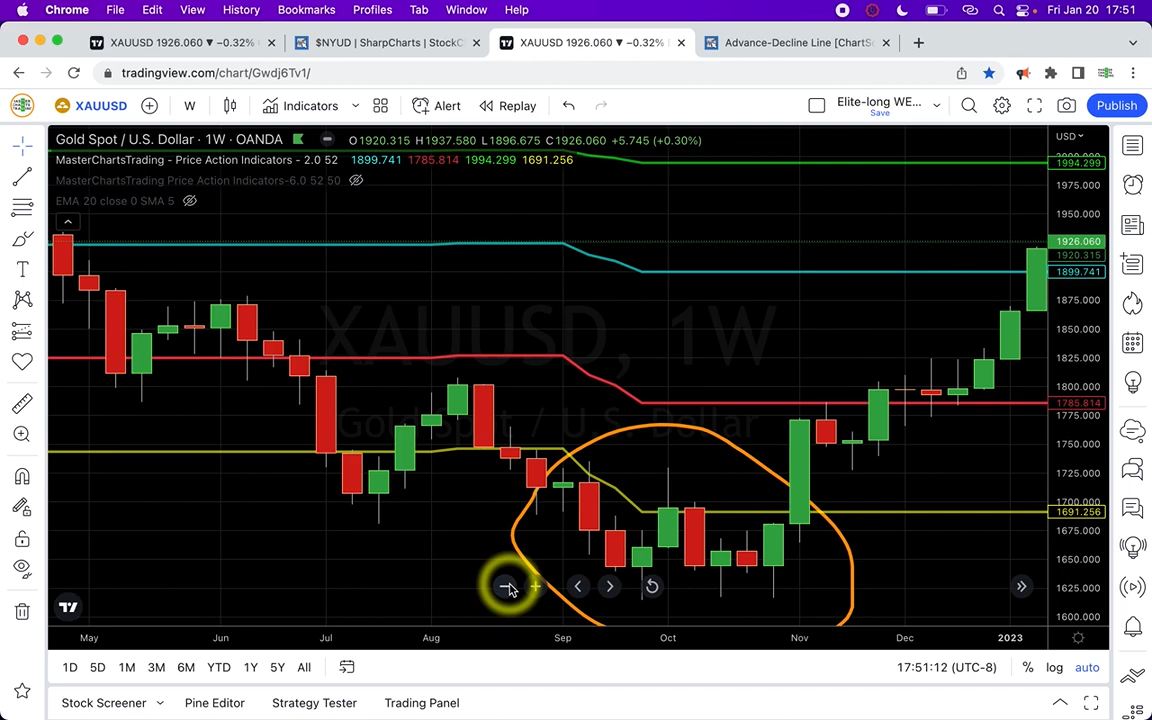 Chrome File Edit View History Bookmarks Profiles Tab Window Help Fri Jan 20 17:51
XAUUSD 1926.060 ▼ −0.32% $NYUD | SharpCharts | StockC XAUUSD 1926.060 ▼ −0.32% Advance-Decline Line [ChartSc
tradingview.com/chart/Gwdj6Tv1/
XAUUSD W Indicators Alert Replay Elite-long WE... Save Publish
Gold Spot / U.S. Dollar · 1W · OANDA O1920.315 H1937.580 L1896.675 C1926.060 +5.745 (+0.30%)
MasterChartsTrading - Price Action Indicators - 2.0 52 1899.741 1785.814 1994.299 1691.256
MasterChartsTrading Price Action Indicators-6.0 52 50
EMA 20 close 0 SMA 5
USD
1994.299
1975.000
1950.000
1926.060
1920.315
1899.741
1875.000
1850.000
1825.000
1800.000
1785.814
1775.000
1750.000
1725.000
1700.000
1691.256
1675.000
1650.000
1625.000
1600.000
XAUUSD, 1W
Gold Spot / U.S. Dollar
May Jun Jul Aug Sep Oct Nov Dec 2023
1D 5D 1M 3M 6M YTD 1Y 5Y All 17:51:12 (UTC-8) % log auto
Stock Screener Pine Editor Strategy Tester Trading Panel